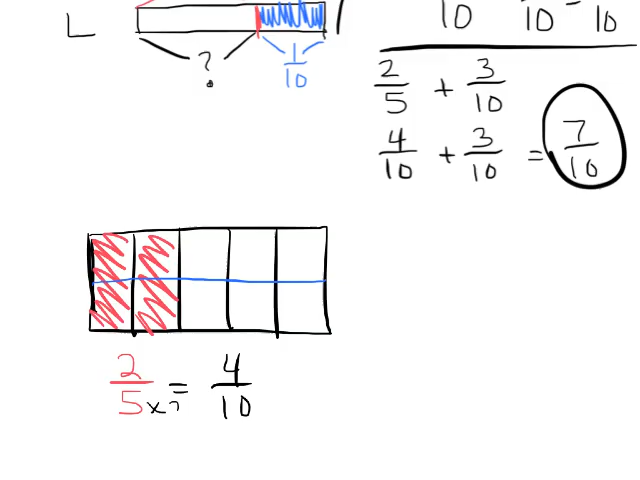 L
?
1/10
10 10 = 10
2/5 + 3/10
4/10 + 3/10 = 7/10
2/5 x2 = 4/10